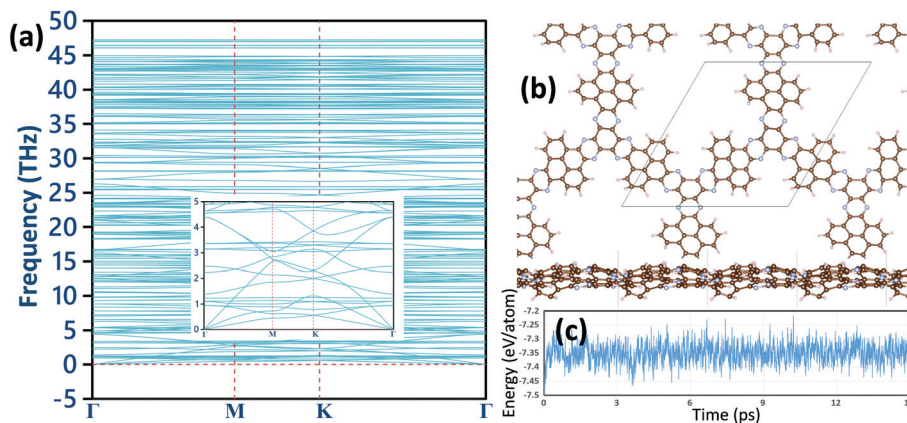 (a)
Frequency (THz)
50
45
40
35
30
25
20
15
10
5
0
-5
Γ M K Γ
5
4
3
2
1
0
Γ M K Γ
(b)
(c)
Energy (eV/atom)
-7.2
-7.25
-7.3
-7.35
-7.4
-7.45
-7.5
0 3 6 9 12 15
Time (ps)